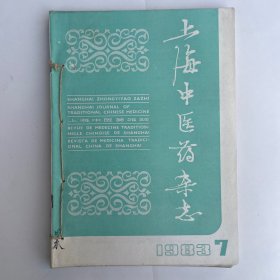 上海中医药杂志
SHANGHAI ZHONGYIYAO ZAZHI
SHANGHAI JOURNAL OF
TRADITIONAL CHINESE MEDICINE
REVUE DE MEDECINE TRADITION-
NELLE CHINOISE DE SHANGHAI
REVISTA DE MEDICINA TRADICI-
ONAL CHINA DE SHANGHAI
1983 7